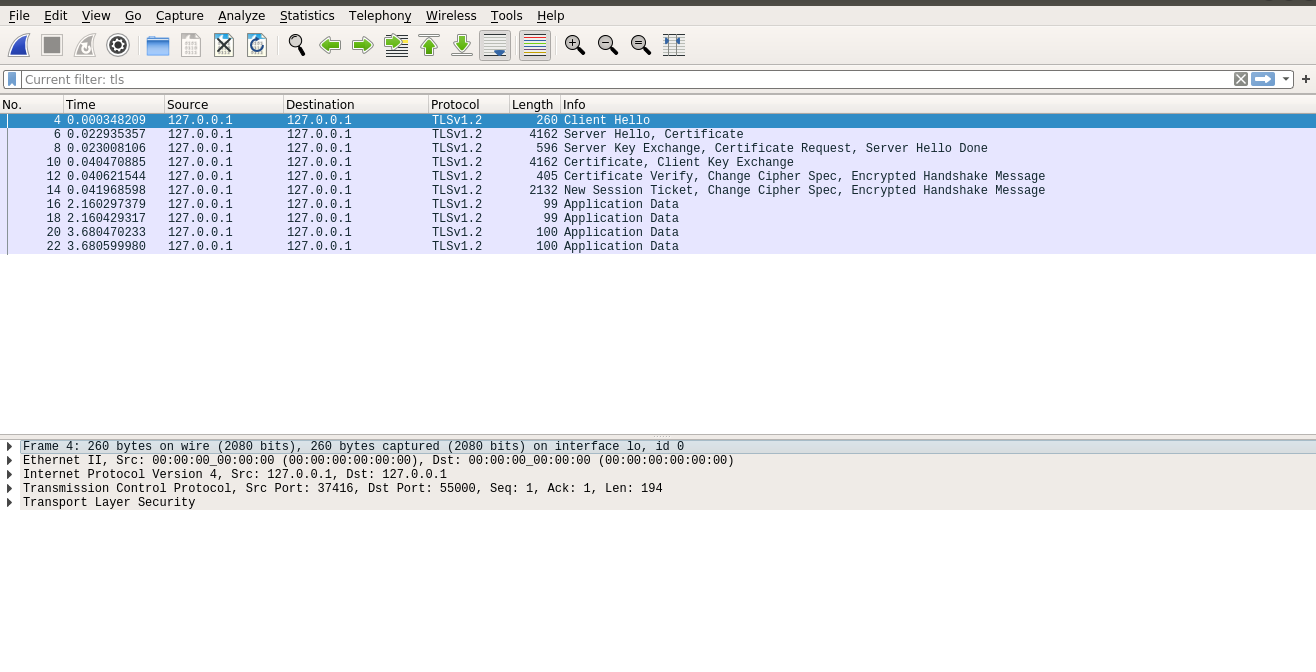 File Edit View Go Capture Analyze Statistics Telephony Wireless Tools Help
Current filter: tls
No. Time Source Destination Protocol Length Info
4 0.000348209 127.0.0.1 127.0.0.1 TLSv1.2 260 Client Hello
6 0.022935357 127.0.0.1 127.0.0.1 TLSv1.2 4162 Server Hello, Certificate
8 0.023008106 127.0.0.1 127.0.0.1 TLSv1.2 596 Server Key Exchange, Certificate Request, Server Hello Done
10 0.040470885 127.0.0.1 127.0.0.1 TLSv1.2 4162 Certificate, Client Key Exchange
12 0.040621544 127.0.0.1 127.0.0.1 TLSv1.2 405 Certificate Verify, Change Cipher Spec, Encrypted Handshake Message
14 0.041968598 127.0.0.1 127.0.0.1 TLSv1.2 2132 New Session Ticket, Change Cipher Spec, Encrypted Handshake Message
16 2.160297379 127.0.0.1 127.0.0.1 TLSv1.2 99 Application Data
18 2.160429317 127.0.0.1 127.0.0.1 TLSv1.2 99 Application Data
20 3.680470233 127.0.0.1 127.0.0.1 TLSv1.2 100 Application Data
22 3.680599980 127.0.0.1 127.0.0.1 TLSv1.2 100 Application Data
Frame 4: 260 bytes on wire (2080 bits), 260 bytes captured (2080 bits) on interface lo, id 0
Ethernet II, Src: 00:00:00_00:00:00 (00:00:00:00:00:00), Dst: 00:00:00_00:00:00 (00:00:00:00:00:00)
Internet Protocol Version 4, Src: 127.0.0.1, Dst: 127.0.0.1
Transmission Control Protocol, Src Port: 37416, Dst Port: 55000, Seq: 1, Ack: 1, Len: 194
Transport Layer Security